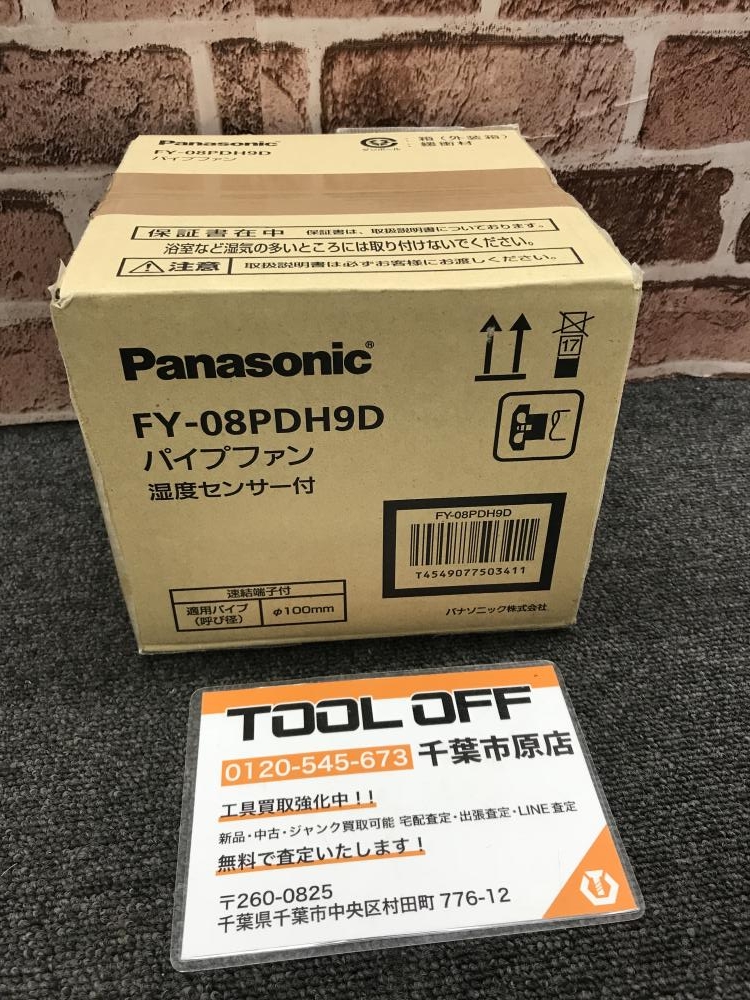 Panasonic
FY-08PDH9D
パイプファン
ダンボール
箱(外装箱)
緩衝材
保証書在中 保証書は、取扱説明書についております。
浴室など湿気の多いところには取り付けないでください。
注意 取扱説明書は必ずお客様にお渡しください。
Panasonic®
17
FY-08PDH9D
パイプファン
湿度センサー付
FY-08PDH9D
T4549077503411
速結端子付
適用パイプ
(呼び径)
φ100mm
パナソニック株式会社
TOOL OFF
0120-545-673 千葉市原店
工具買取強化中!!
新品・中古・ジャンク買取可能 宅配査定・出張査定・LINE査定
無料で査定いたします!
〒260-0825
千葉県千葉市中央区村田町 776-12